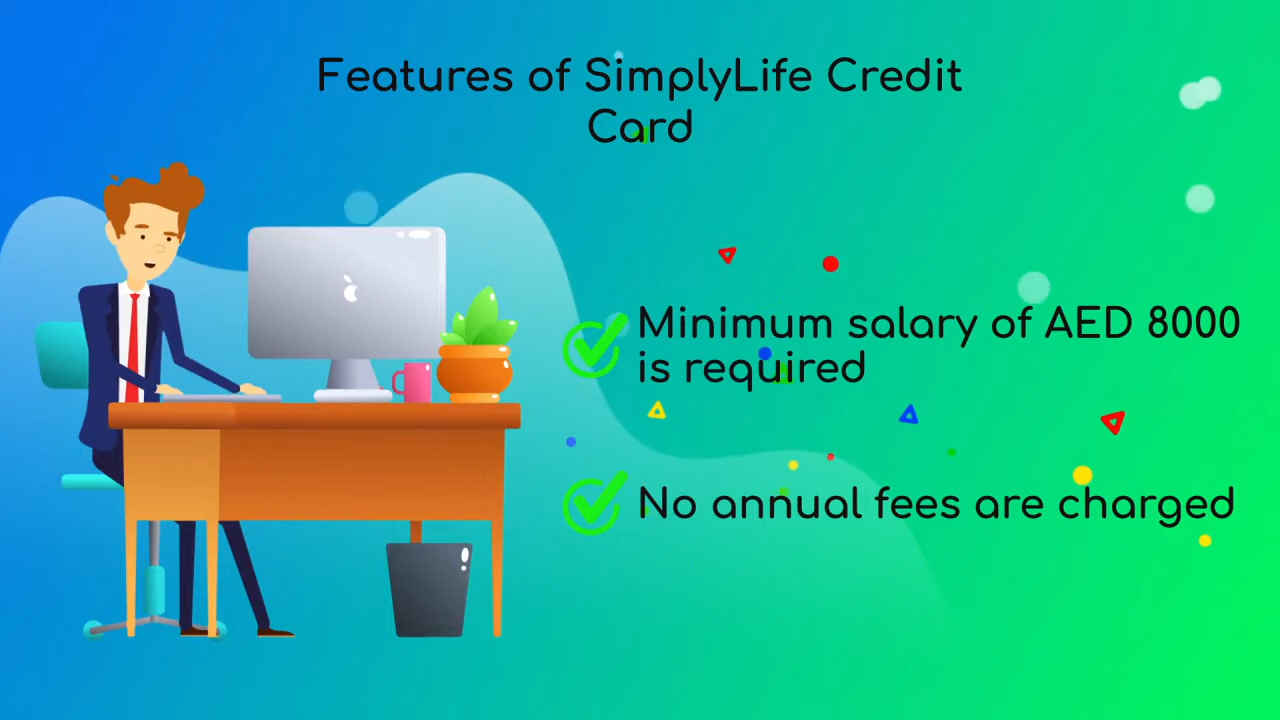 Features of SimplyLife Credit
Card
Minimum salary of AED 8000
is required
No annual fees are charged